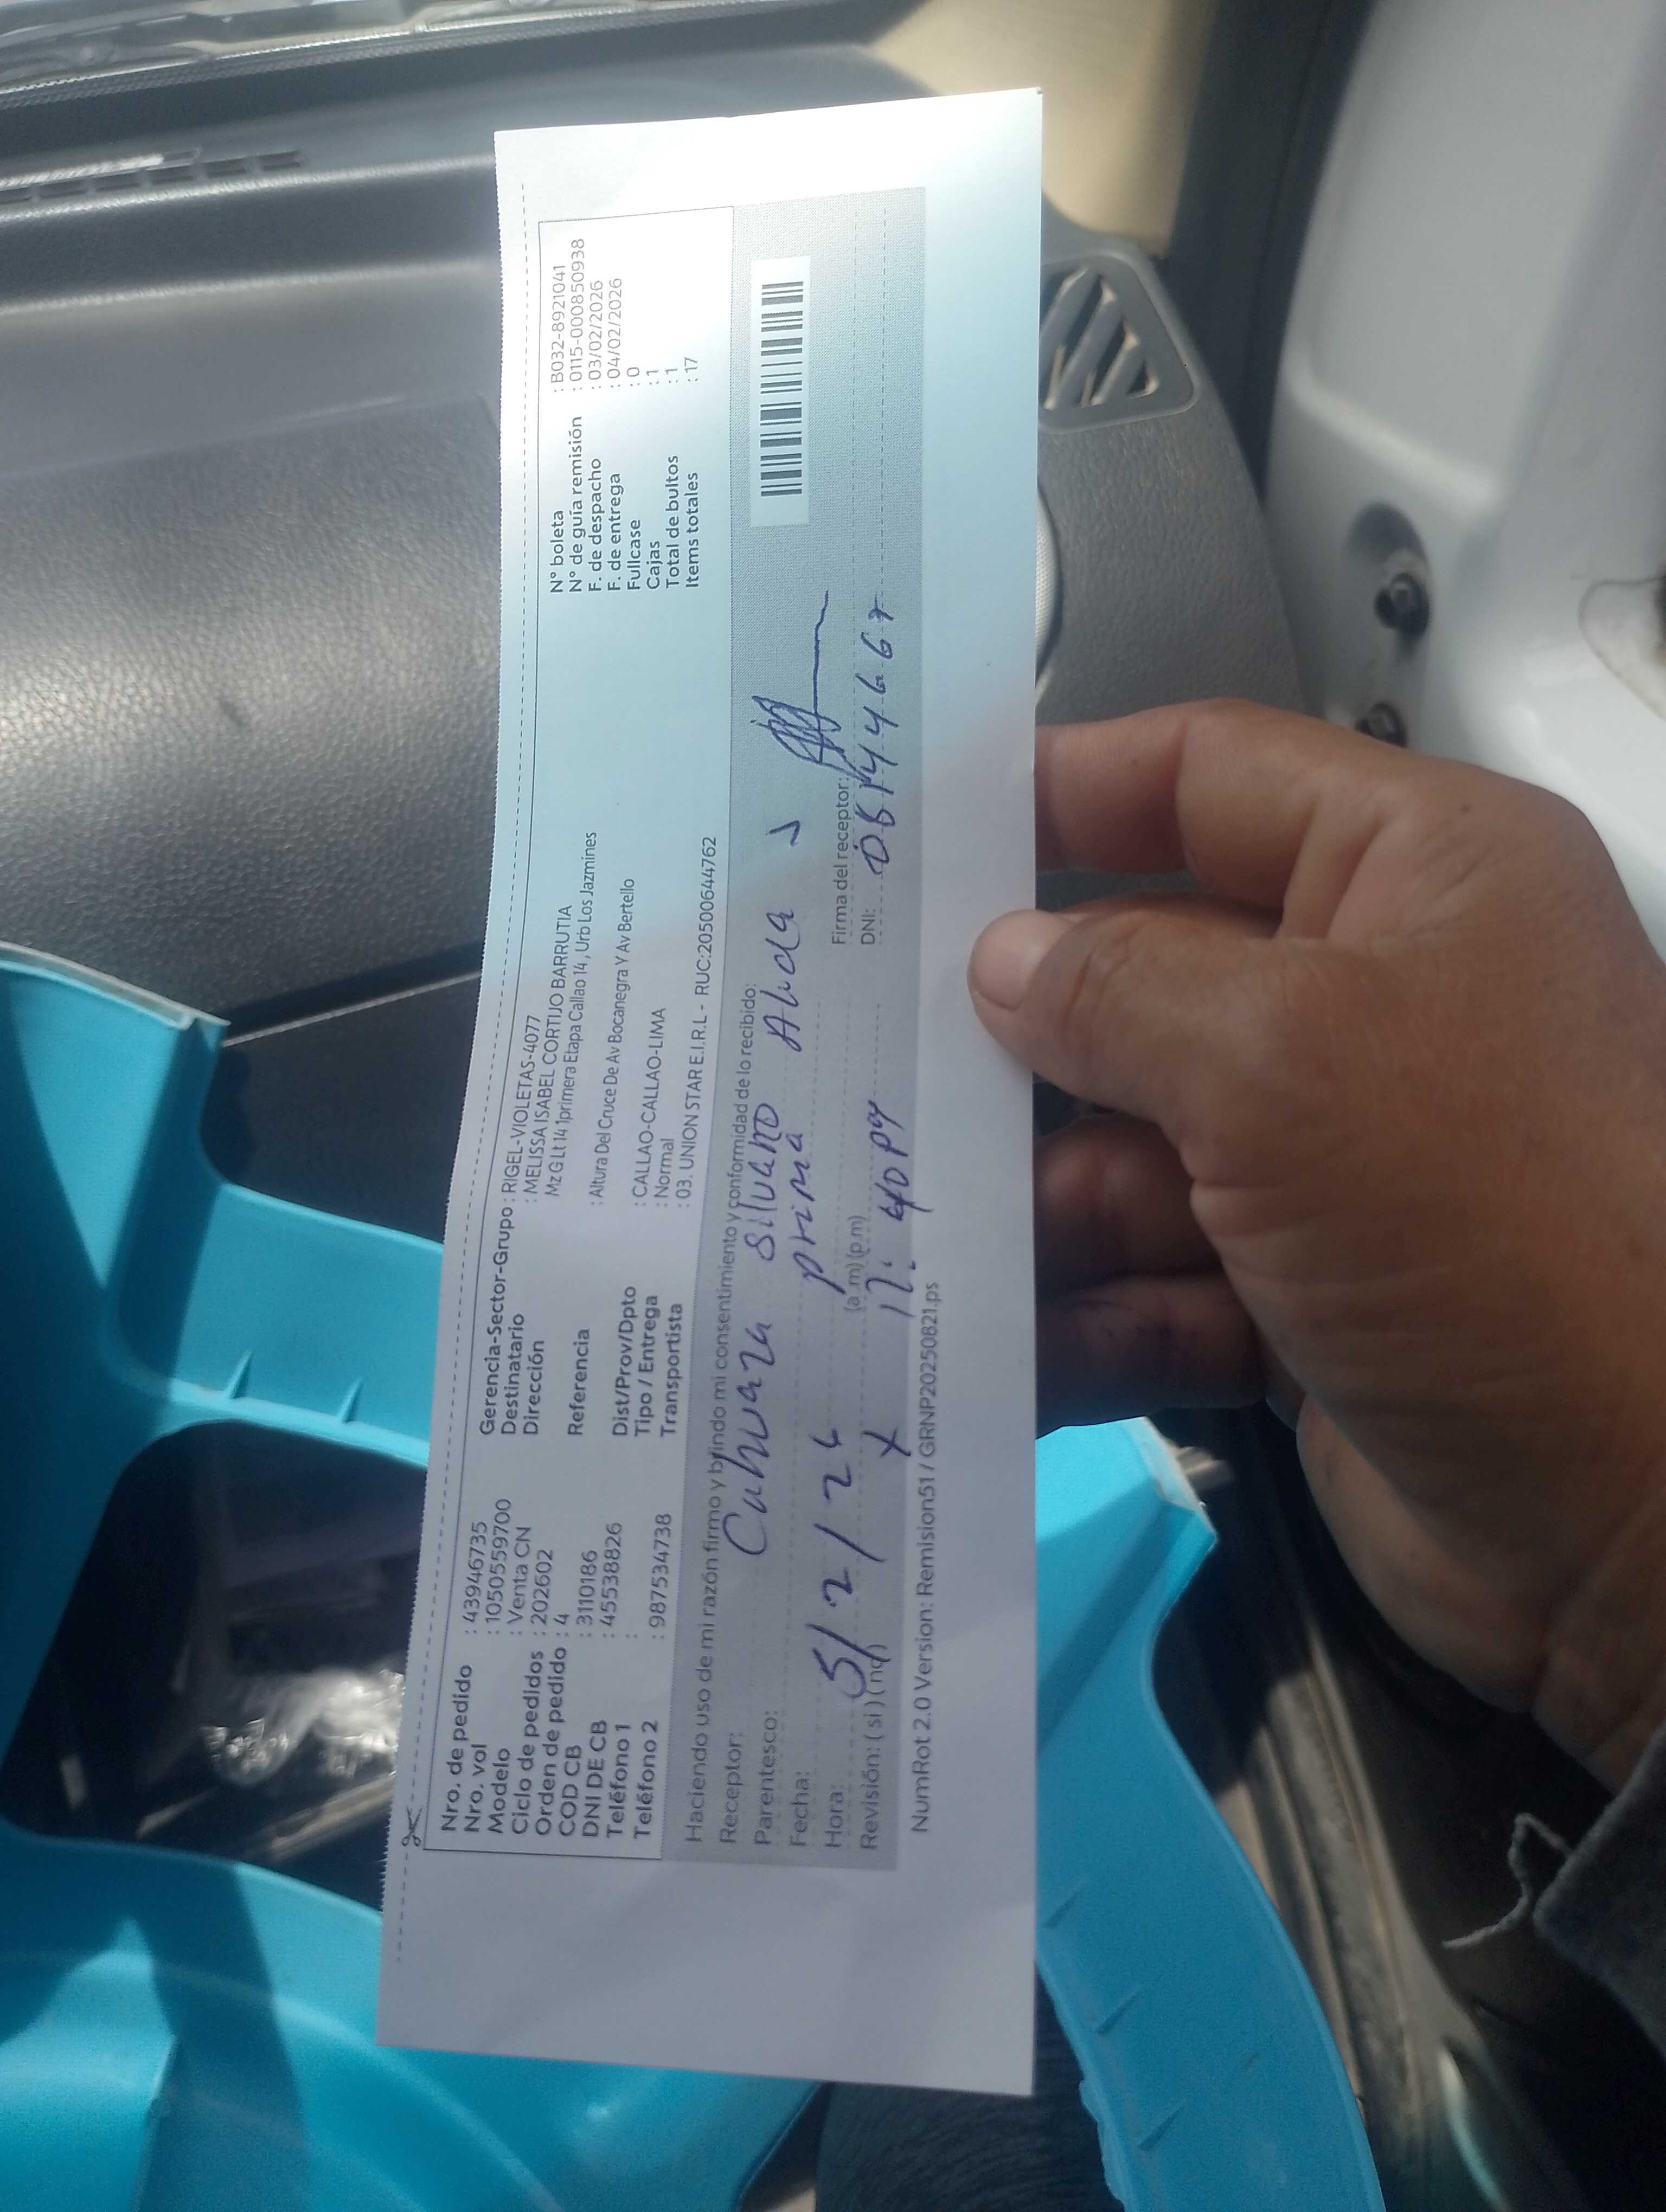 Nro. de pedido : 43946735
Nro. vol : 1050559700
Modelo : Venta CN
Ciclo de pedidos : 202602
Orden de pedido : 4
COD CB : 3110186
DNI DE CB : 45538826
Teléfono 1 :
Teléfono 2 : 987534738
Gerencia-Sector-Grupo : RIGEL-VIOLETAS-4077
Destinatario : MELISSA ISABEL CORTIJO BARRUTIA
Dirección Mz G Lt 14 1primera Etapa Callao 14, Urb Los Jazmines
Referencia : Altura Del Cruce De Av Bocanegra Y Av Bertello
Dist/Prov/Dpto : CALLAO-CALLAO-LIMA
Tipo / Entrega : Normal
Transportista : 03. UNION STAR E.I.R.L - RUC:20500644762
N° boleta : B032-8921041
N° de guía remisión : 0115-0000850938
F. de despacho : 03/02/2026
F. de entrega : 04/02/2026
Fullcase : 0
Cajas : 1
Total de bultos : 1
Items totales : 17
Haciendo uso de mi razón firmo y brindo mi consentimiento y conformidad de lo recibido:
Receptor: Silvano
Parentesco: prima
Fecha: 5/2/26
Hora: (a.m) (p.m)
Revisión: (si) (no) X
Firma del receptor:
DNI:
NumRot 2.0 Version: Remision51 / GRNP20250821.ps